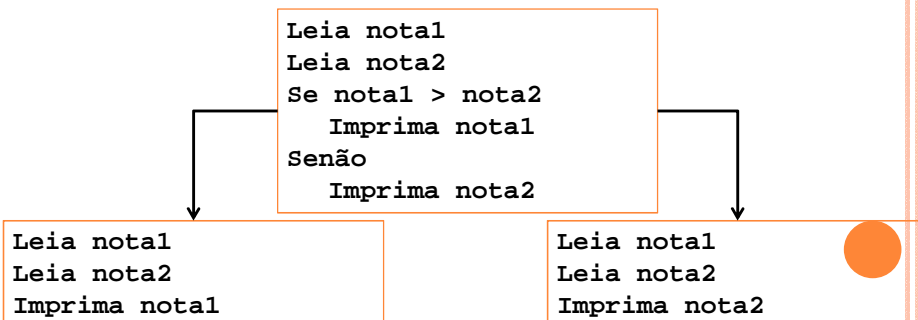 Leia nota1
Leia nota2
Se nota1 > nota2
Imprima nota1
Senão
Imprima nota2
Leia nota1
Leia nota2
Imprima nota1
Leia nota1
Leia nota2
Imprima nota2